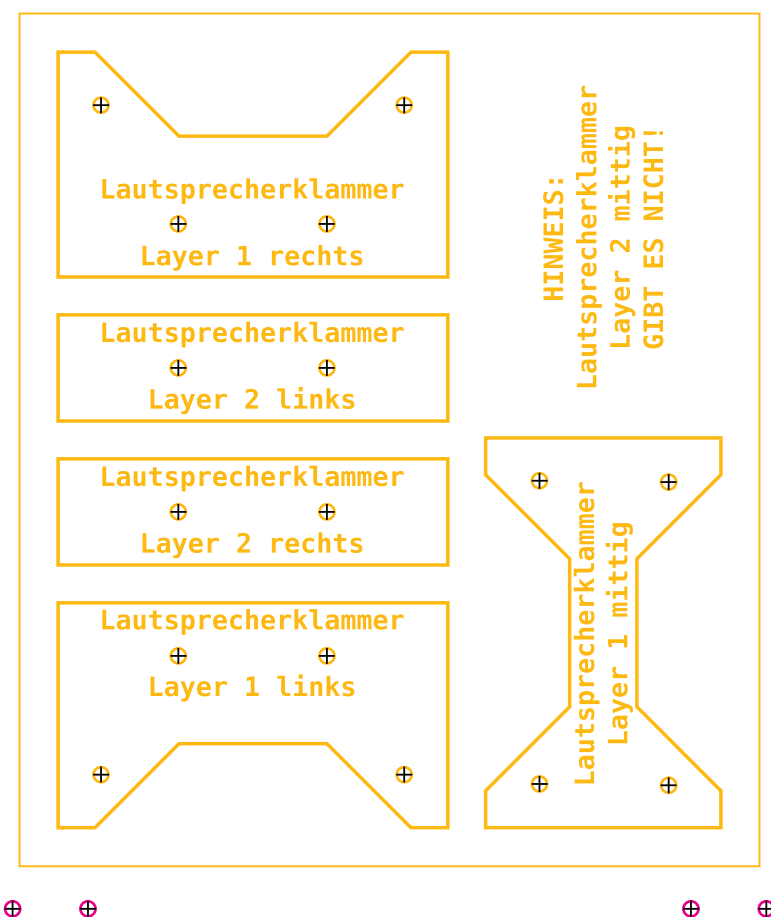 Lautsprecherklammer
Layer 1 rechts
Lautsprecherklammer
Layer 2 links
Lautsprecherklammer
Layer 2 rechts
Lautsprecherklammer
Layer 1 links
HINWEIS:
Lautsprecherklammer
Layer 2 mittig
GIBT ES NICHT!
Lautsprecherklammer
Layer 1 mittig